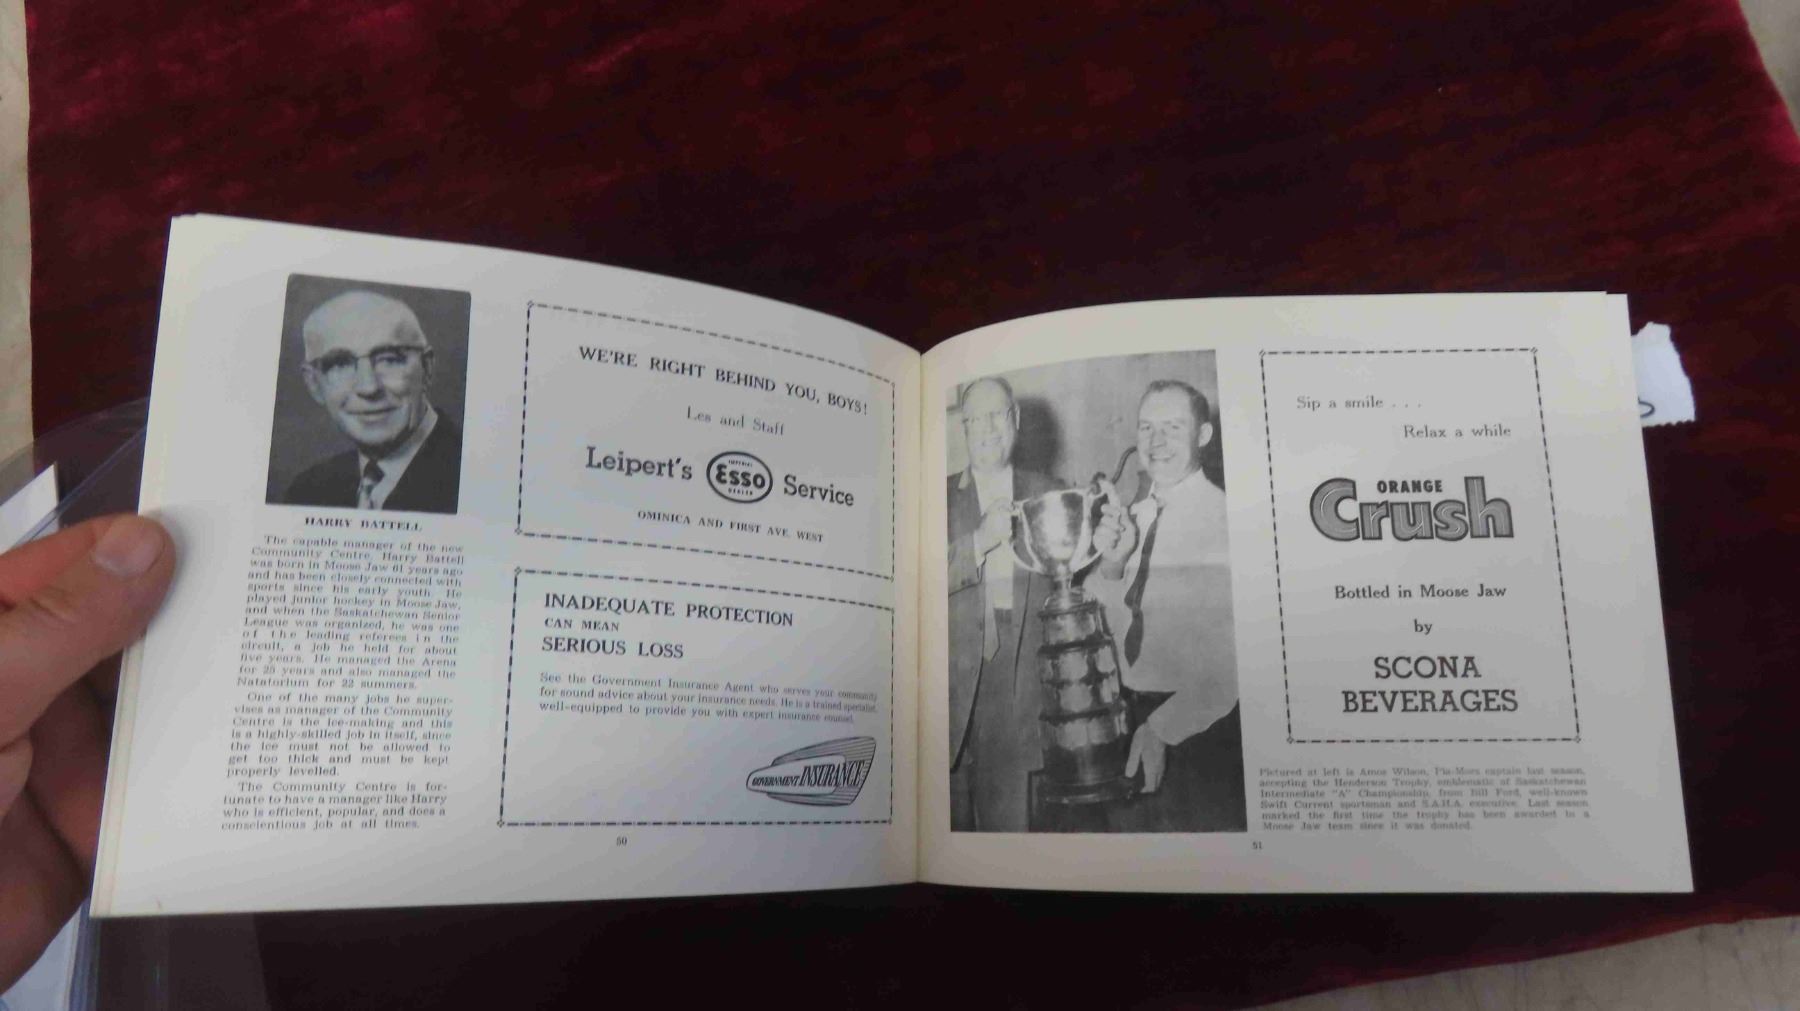 HARRY BATTELL
The capable manager of the new
Community Centre, Harry Battell
was born in Moose Jaw 61 years ago
and has been closely connected with
sports since his early youth. He
played junior hockey in Moose Jaw,
and when the Saskatchewan Senior
League was organized, he was one
of the leading referees in the
circuit, a job he held for about
five years. He managed the Arena
for 25 years and also managed the
Natatorium for 22 summers.
One of the many jobs he super-
vises as manager of the Community
Centre is the ice-making and this
is a highly-skilled job in itself, since
the ice must not be allowed to
get too thick and must be kept
properly levelled.
The Community Centre is for-
tunate to have a manager like Harry
who is efficient, popular, and does a
conscientious job at all times.
WE'RE RIGHT BEHIND YOU, BOYS!
Les and Staff
Leipert's IMPERIAL Esso DEALER Service
OMINICA AND FIRST AVE. WEST
INADEQUATE PROTECTION
CAN MEAN
SERIOUS LOSS
See the Government Insurance Agent who serves your community
for sound advice about your insurance needs. He is a trained specialist,
well-equipped to provide you with expert insurance counsel.
GOVERNMENT INSURANCE
50
Sip a smile . . .
Relax a while
ORANGE
Crush
Bottled in Moose Jaw
by
SCONA
BEVERAGES
Pictured at left is Amos Wilson, Pla-Mors captain last season,
accepting the Henderson Trophy, emblematic of Saskatchewan
Intermediate "A" Championship, from Bill Ford, well-known
Swift Current sportsman and S.A.H.A. executive. Last season
marked the first time the trophy has been awarded to a
Moose Jaw team since it was donated.
51